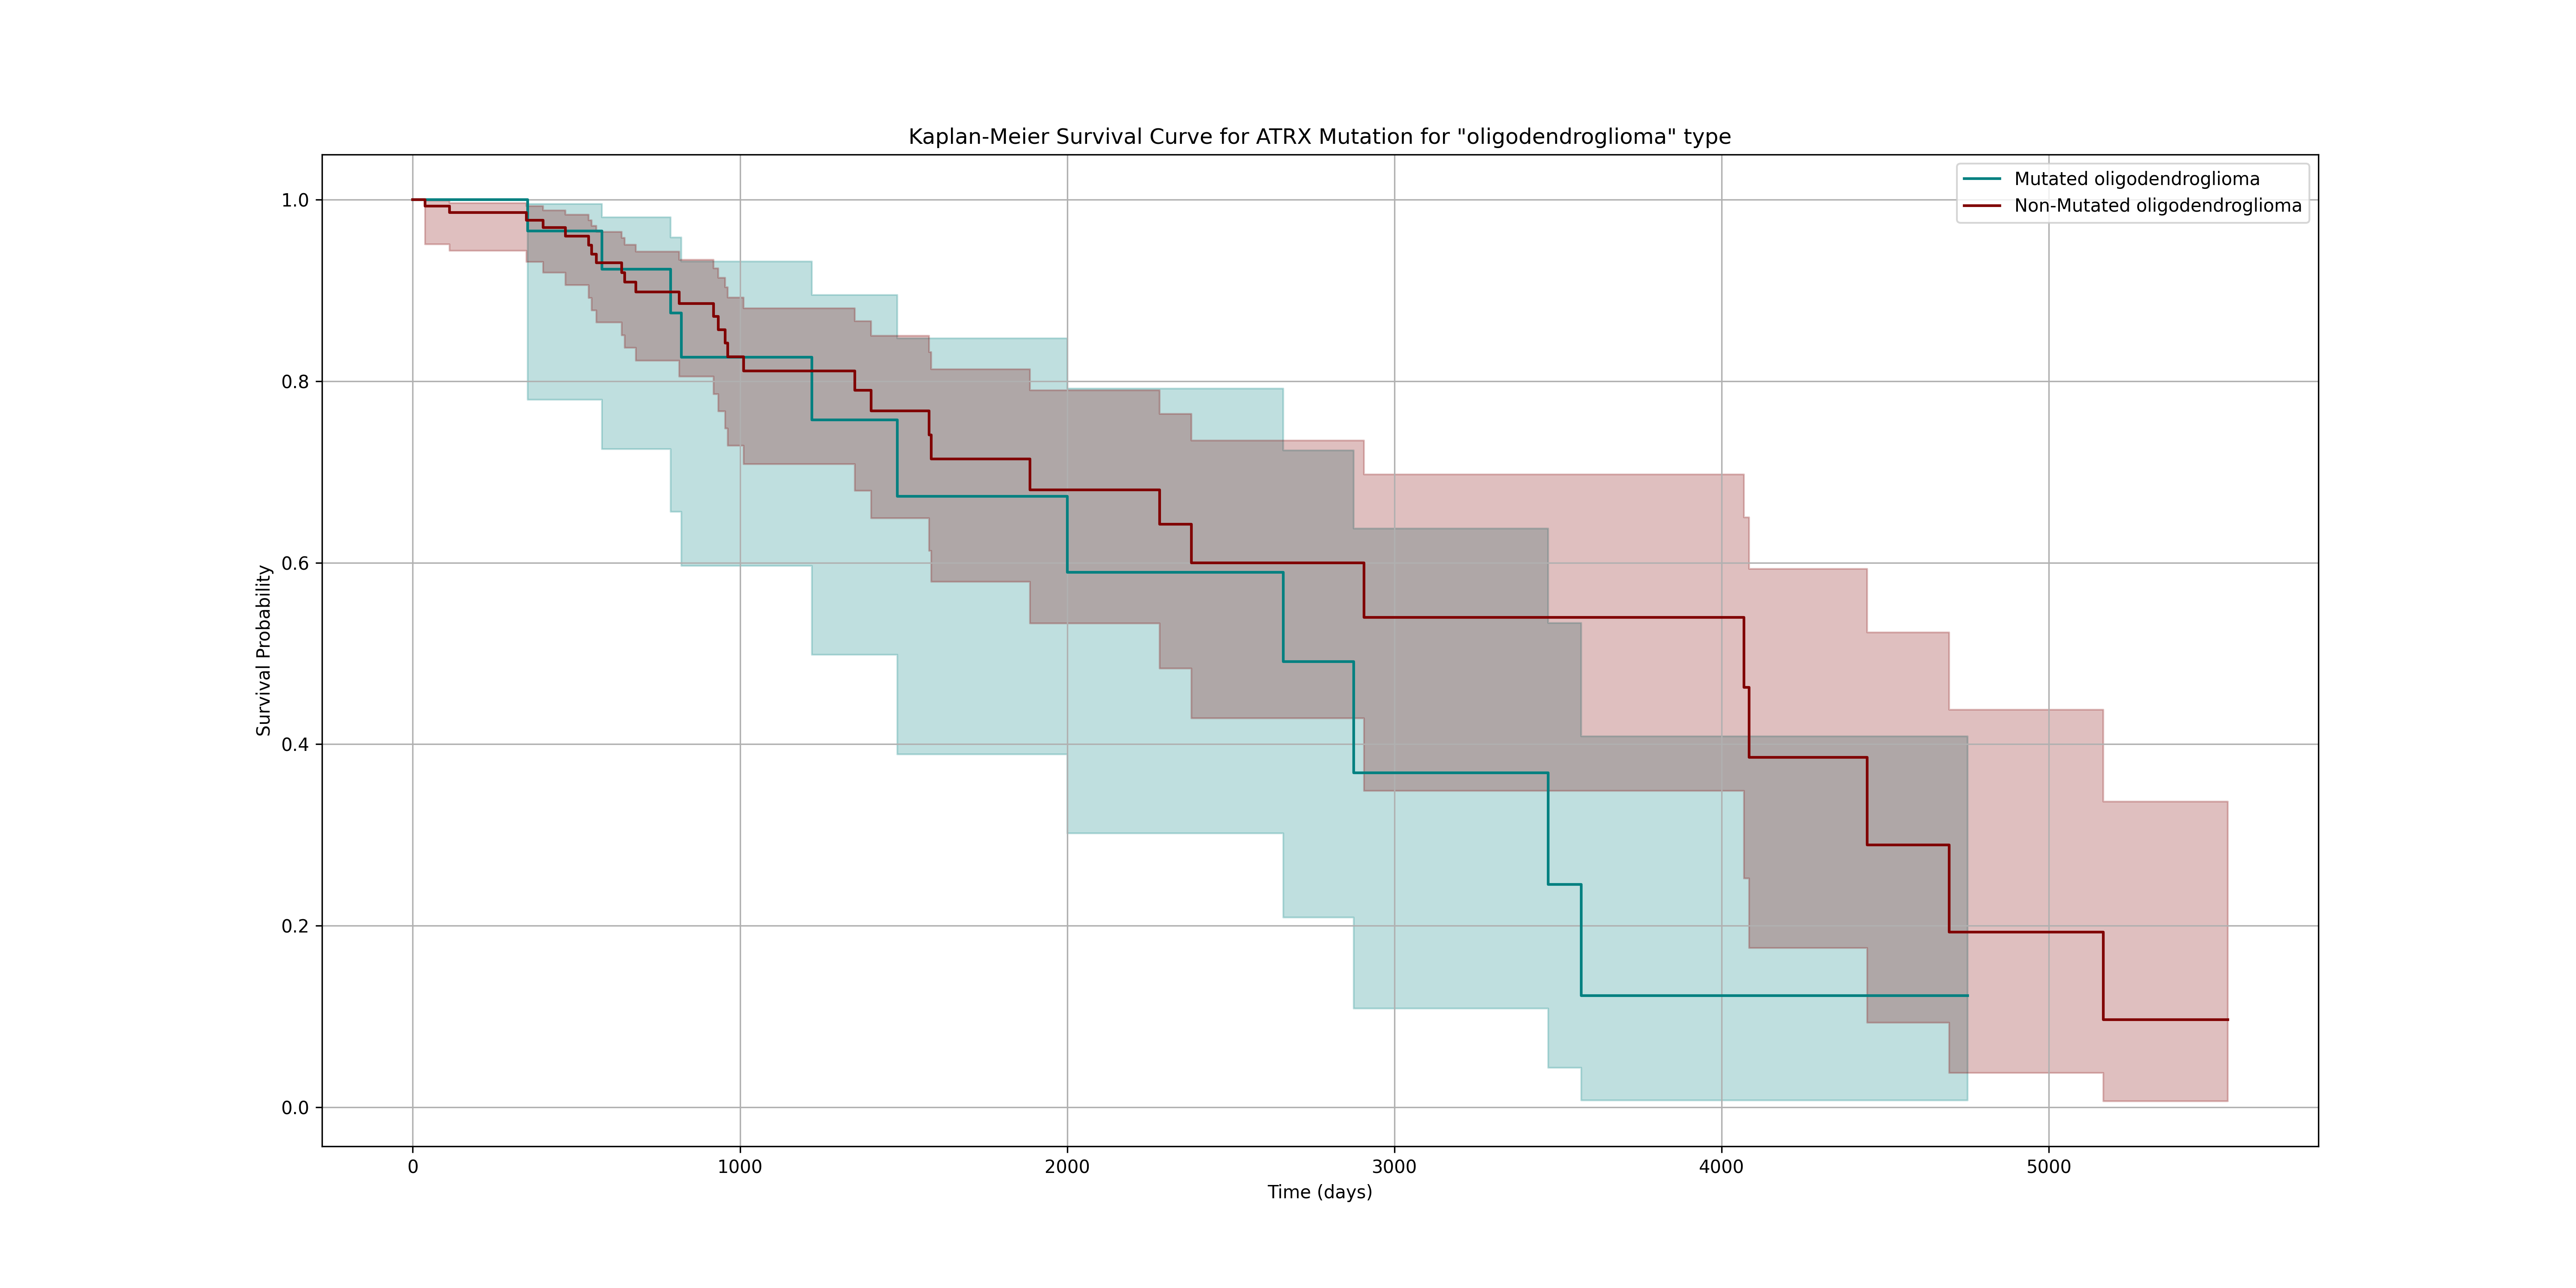 Kaplan-Meier Survival Curve for ATRX Mutation for "oligodendroglioma" type
Mutated oligodendroglioma
Non-Mutated oligodendroglioma
1.0
0.8
0.6
0.4
0.2
0.0
Survival Probability
0 1000 2000 3000 4000 5000
Time (days)